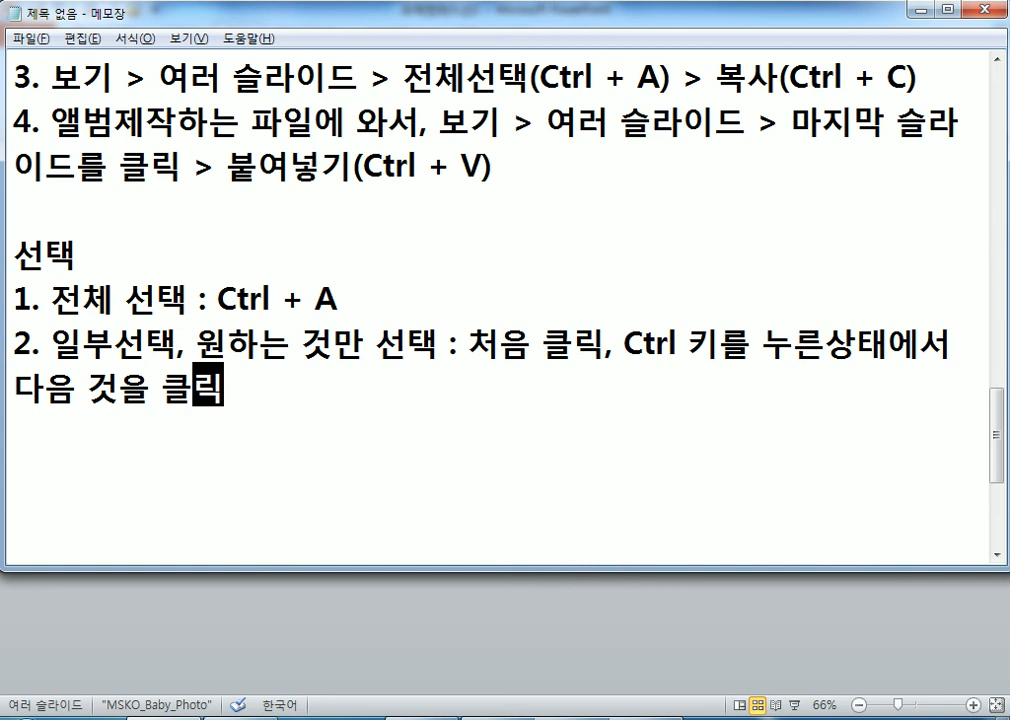 제목 없음 - 메모장
파일(F) 편집(E) 서식(O) 보기(V) 도움말(H)
3. 보기 > 여러 슬라이드 > 전체선택(Ctrl + A) > 복사(Ctrl + C)
4. 앨범제작하는 파일에 와서, 보기 > 여러 슬라이드 > 마지막 슬라
이드를 클릭 > 붙여넣기(Ctrl + V)
선택
1. 전체 선택 : Ctrl + A
2. 일부선택, 원하는 것만 선택 : 처음 클릭, Ctrl 키를 누른상태에서
다음 것을 클릭
여러 슬라이드 "MSKO_Baby_Photo" 한국어 66%